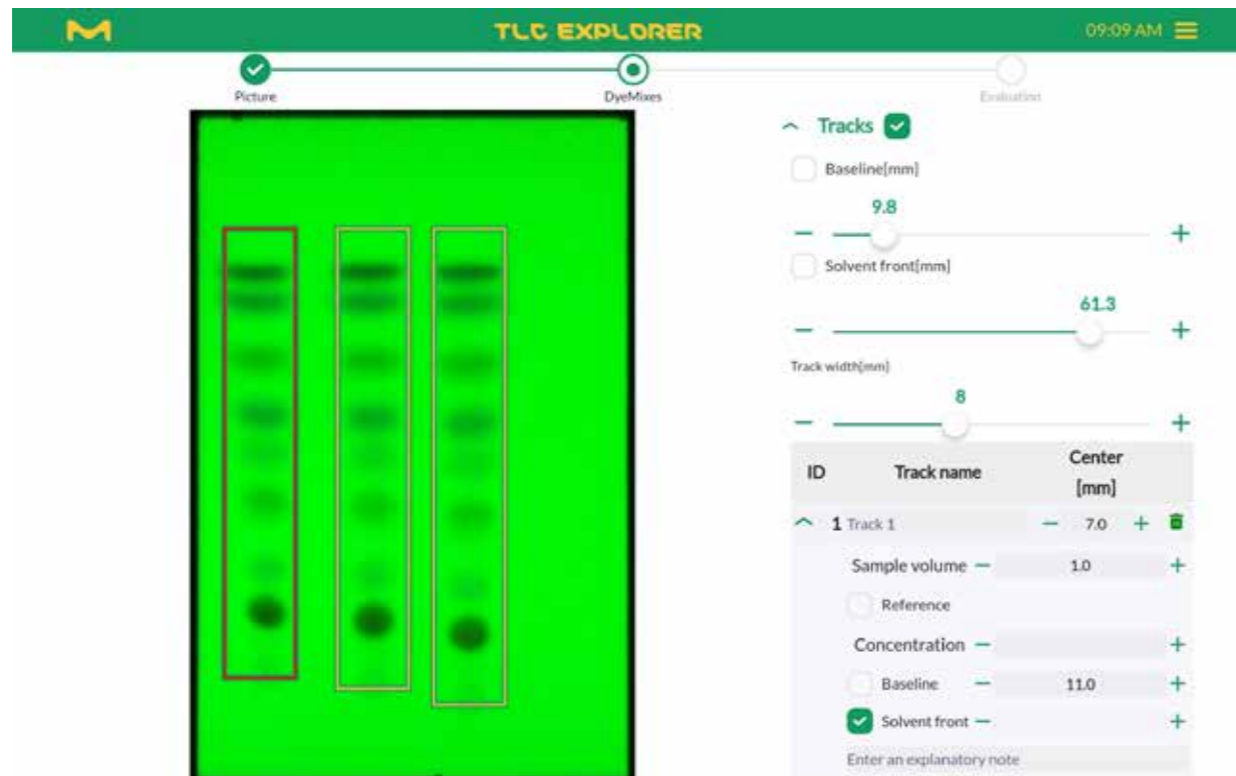 TLC EXPLORER
09:09 AM
Picture
DyeMixes
Evaluation
Tracks
Baseline[mm]
9.8
Solvent front[mm]
61.3
Track width[mm]
8
ID Track name Center [mm]
1 Track 1 7.0
Sample volume 1.0
Reference
Concentration
Baseline 11.0
Solvent front
Enter an explanatory note